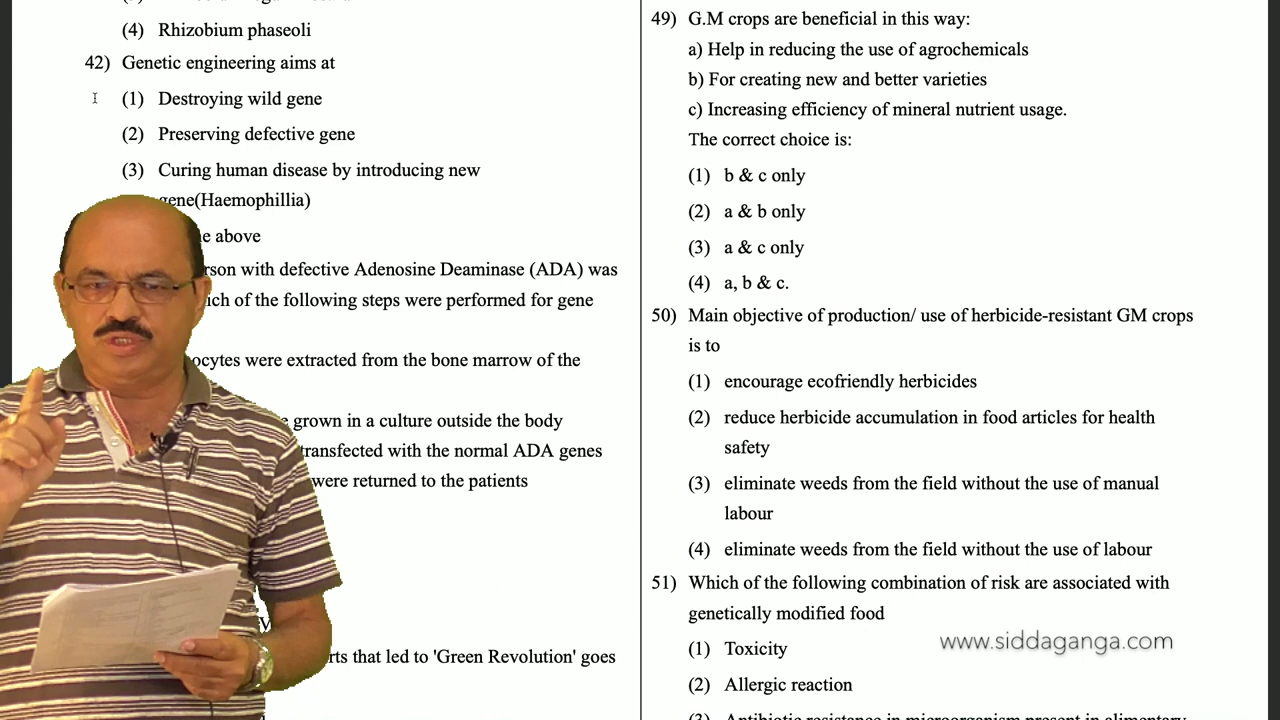 (4) Rhizobium phaseoli
42) Genetic engineering aims at
(1) Destroying wild gene
(2) Preserving defective gene
(3) Curing human disease by introducing new
gene(Haemophillia)
above
with defective Adenosine Deaminase (ADA) was
of the following steps were performed for gene
were extracted from the bone marrow of the
grown in a culture outside the body
transfected with the normal ADA genes
were returned to the patients
that led to 'Green Revolution' goes
49) G.M crops are beneficial in this way:
a) Help in reducing the use of agrochemicals
b) For creating new and better varieties
c) Increasing efficiency of mineral nutrient usage.
The correct choice is:
(1) b & c only
(2) a & b only
(3) a & c only
(4) a, b & c.
50) Main objective of production/ use of herbicide-resistant GM crops
is to
(1) encourage ecofriendly herbicides
(2) reduce herbicide accumulation in food articles for health
safety
(3) eliminate weeds from the field without the use of manual
labour
(4) eliminate weeds from the field without the use of labour
51) Which of the following combination of risk are associated with
genetically modified food
www.siddaganga.com
(1) Toxicity
(2) Allergic reaction
(3) Antibiotic resistance in microorganism present in alimentary